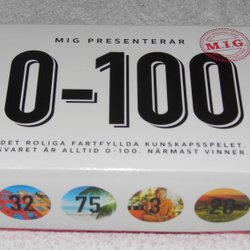 MIG PRESENTERAR
M.I.G.
0-100
DET ROLIGA FARTFYLLDA KUNSKAPSSPELET.
SVARET ÄR ALLTID 0-100. NÄRMAST VINNER.
32 75 3 20